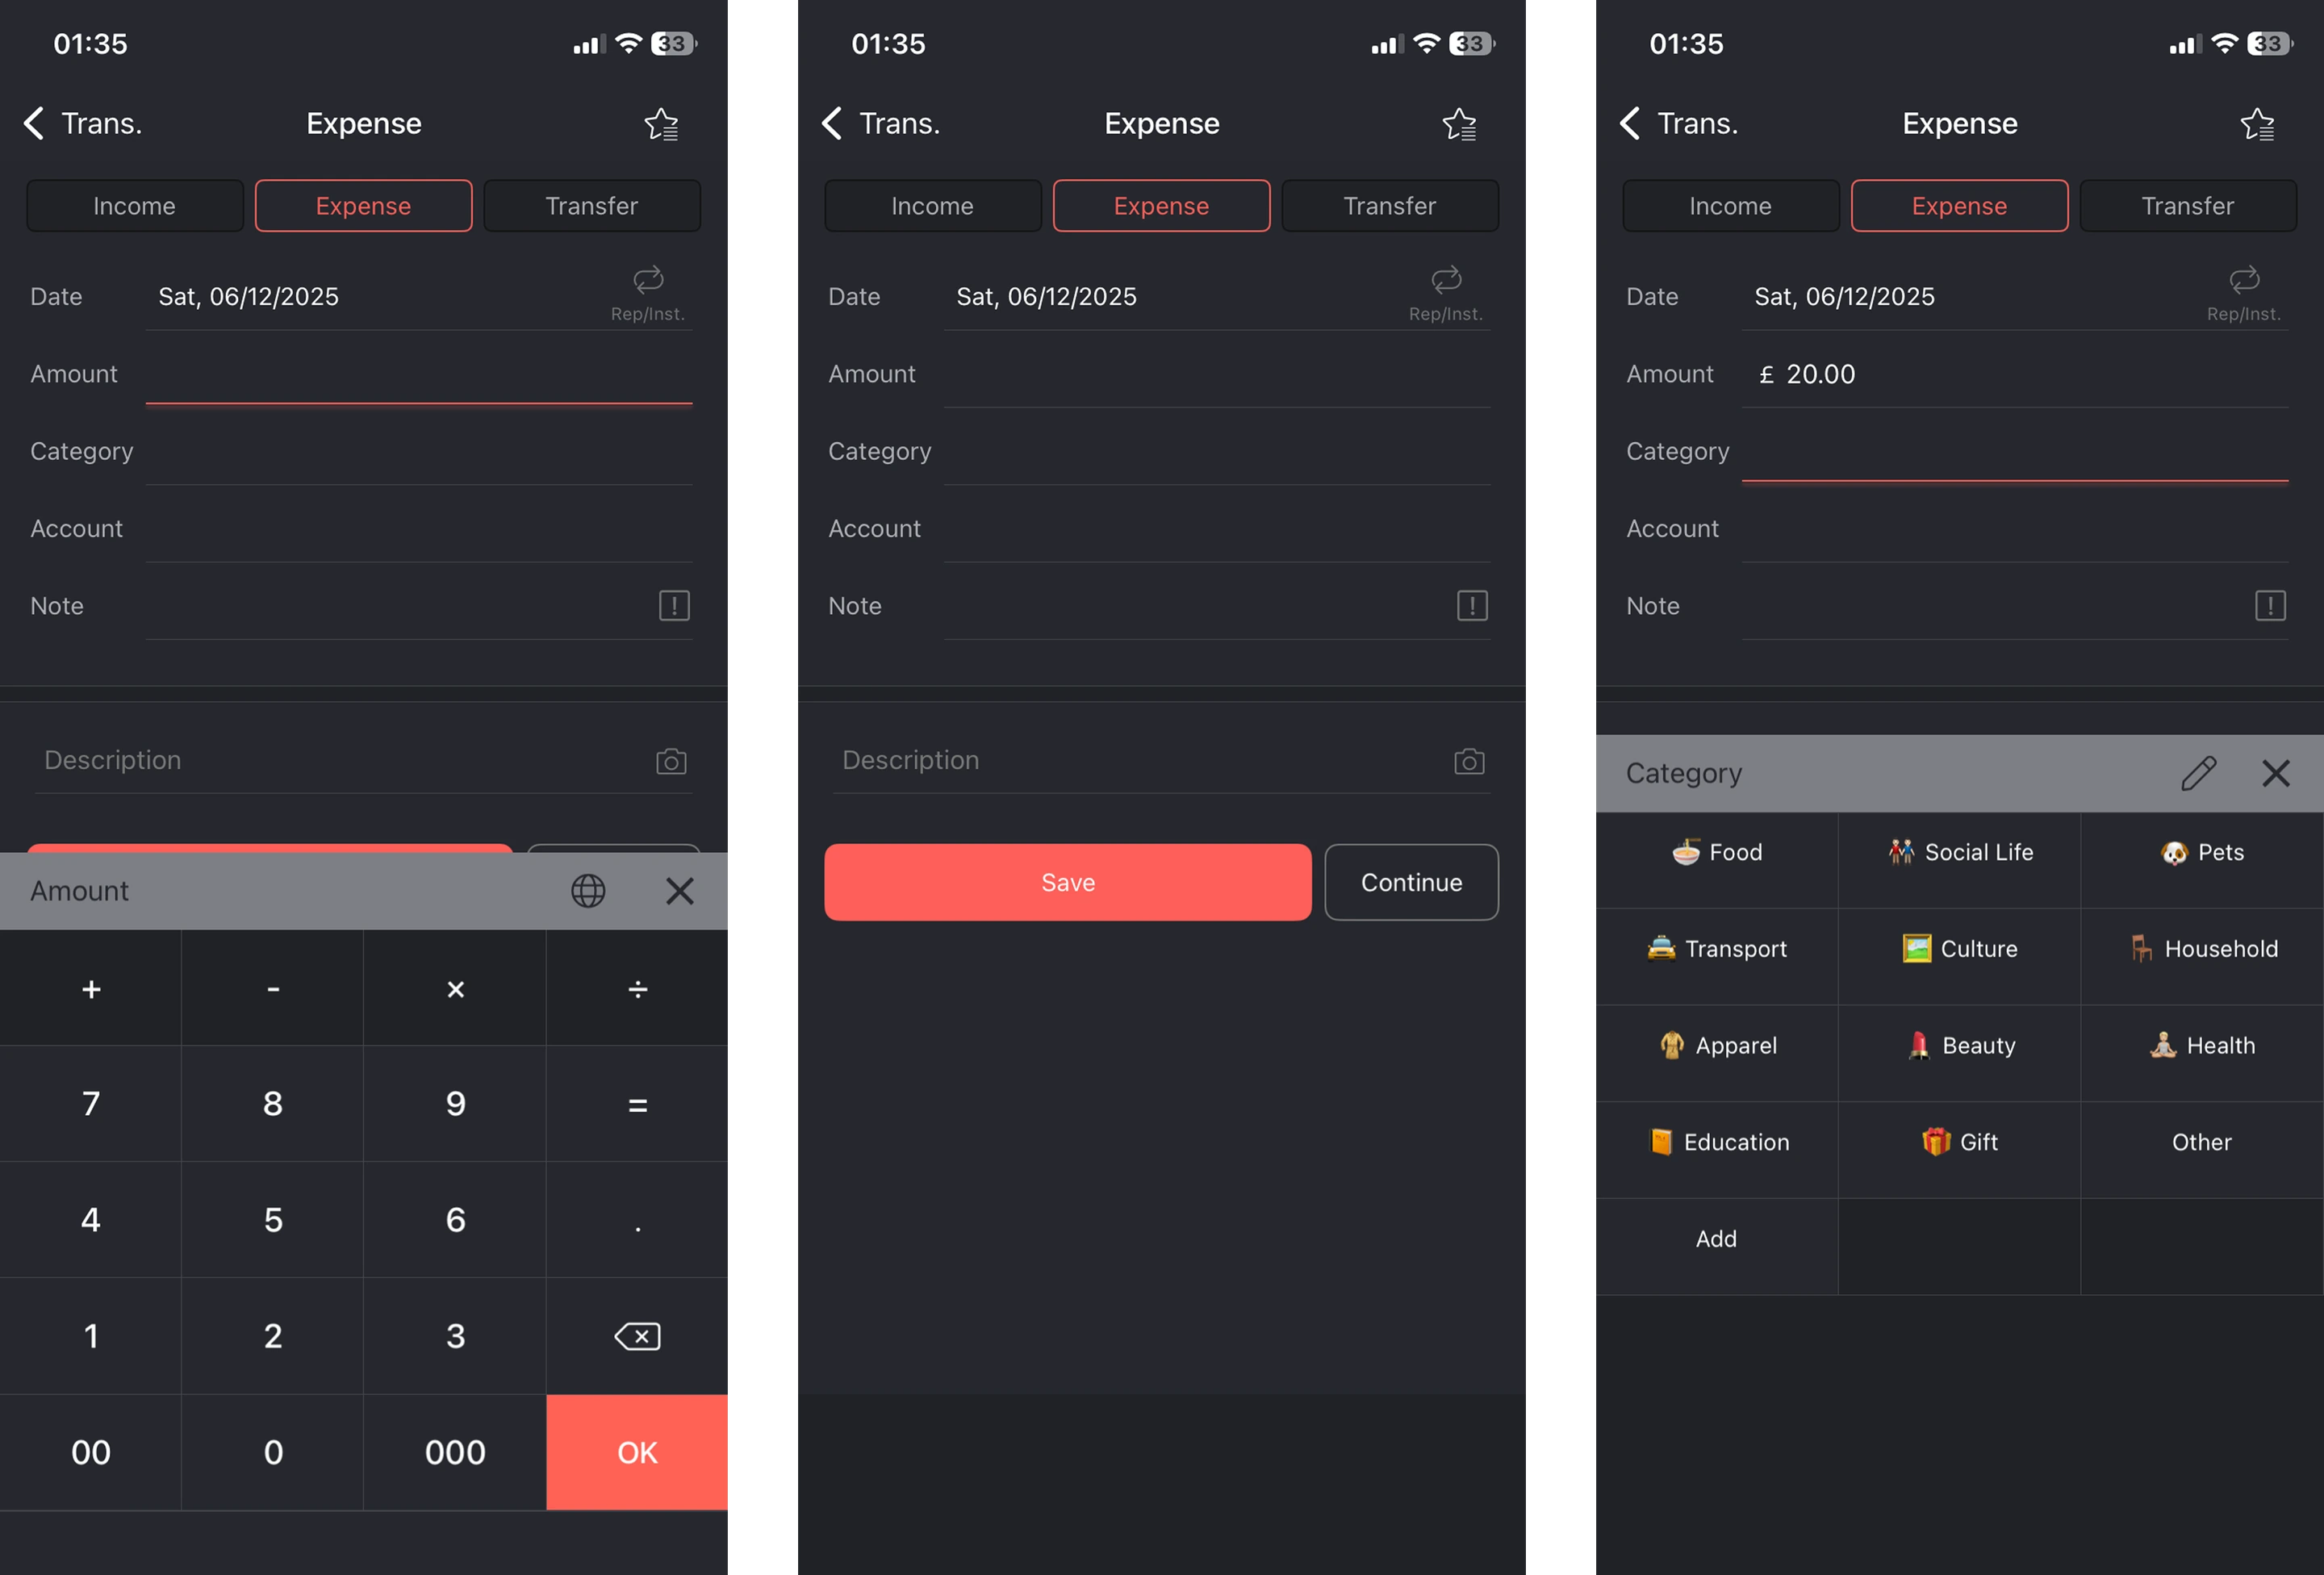 01:35
33
Trans.
Expense
Income
Expense
Transfer
Date
Sat, 06/12/2025
Rep/Inst.
Amount
Category
Account
Note
Description
Amount
+ - × ÷
7 8 9 =
4 5 6 .
1 2 3
00 0 000 OK
01:35
33
Trans.
Expense
Income
Expense
Transfer
Date
Sat, 06/12/2025
Rep/Inst.
Amount
Category
Account
Note
Description
Save
Continue
01:35
33
Trans.
Expense
Income
Expense
Transfer
Date
Sat, 06/12/2025
Rep/Inst.
Amount
£ 20.00
Category
Account
Note
Category
Food
Social Life
Pets
Transport
Culture
Household
Apparel
Beauty
Health
Education
Gift
Other
Add